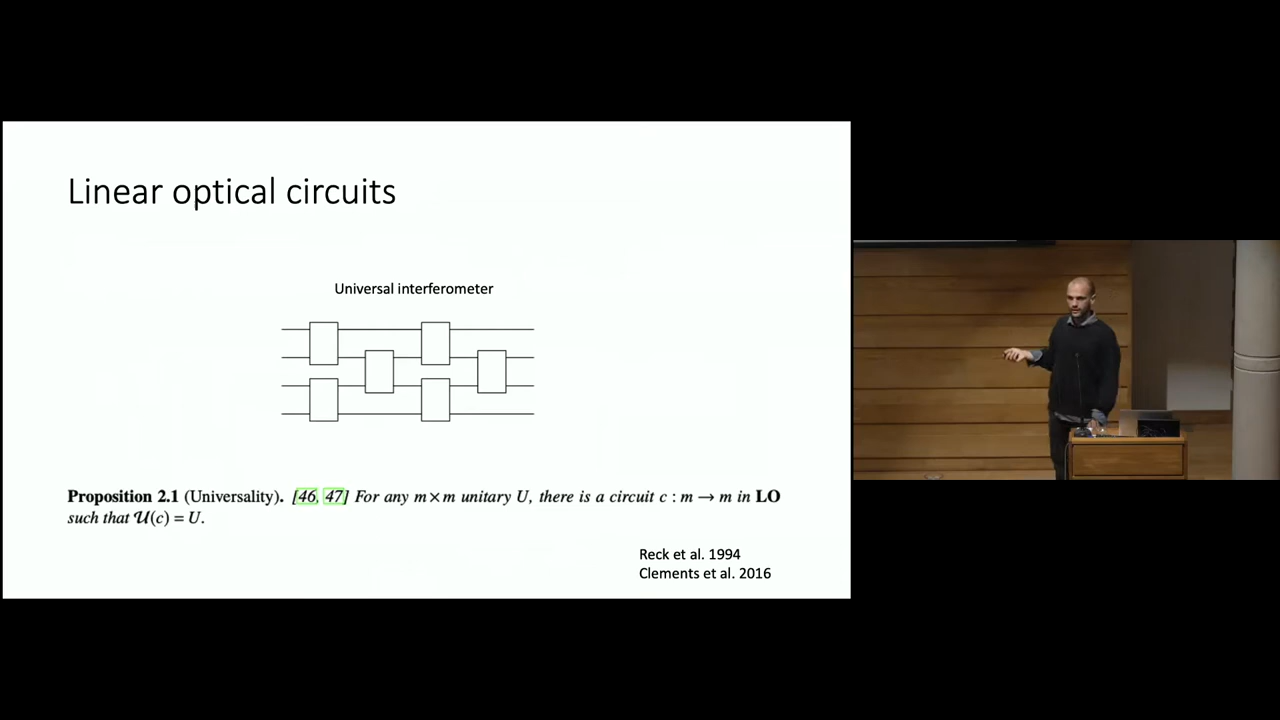 Linear optical circuits
Universal interferometer
Proposition 2.1 (Universality). [46, 47] For any m × m unitary U, there is a circuit c : m → m in LO
such that 𝒰(c) = U.
Reck et al. 1994
Clements et al. 2016